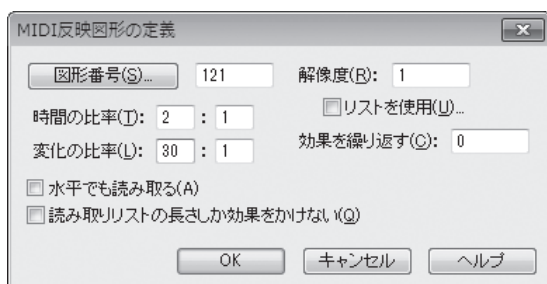 MIDI反映図形の定義
図形番号(S)... 121 解像度(R): 1
リストを使用(U)...
時間の比率(T): 2 : 1
効果を繰り返す(C): 0
変化の比率(L): 30 : 1
水平でも読み取る(A)
読み取りリストの長さしか効果をかけない(Q)
OK キャンセル ヘルプ